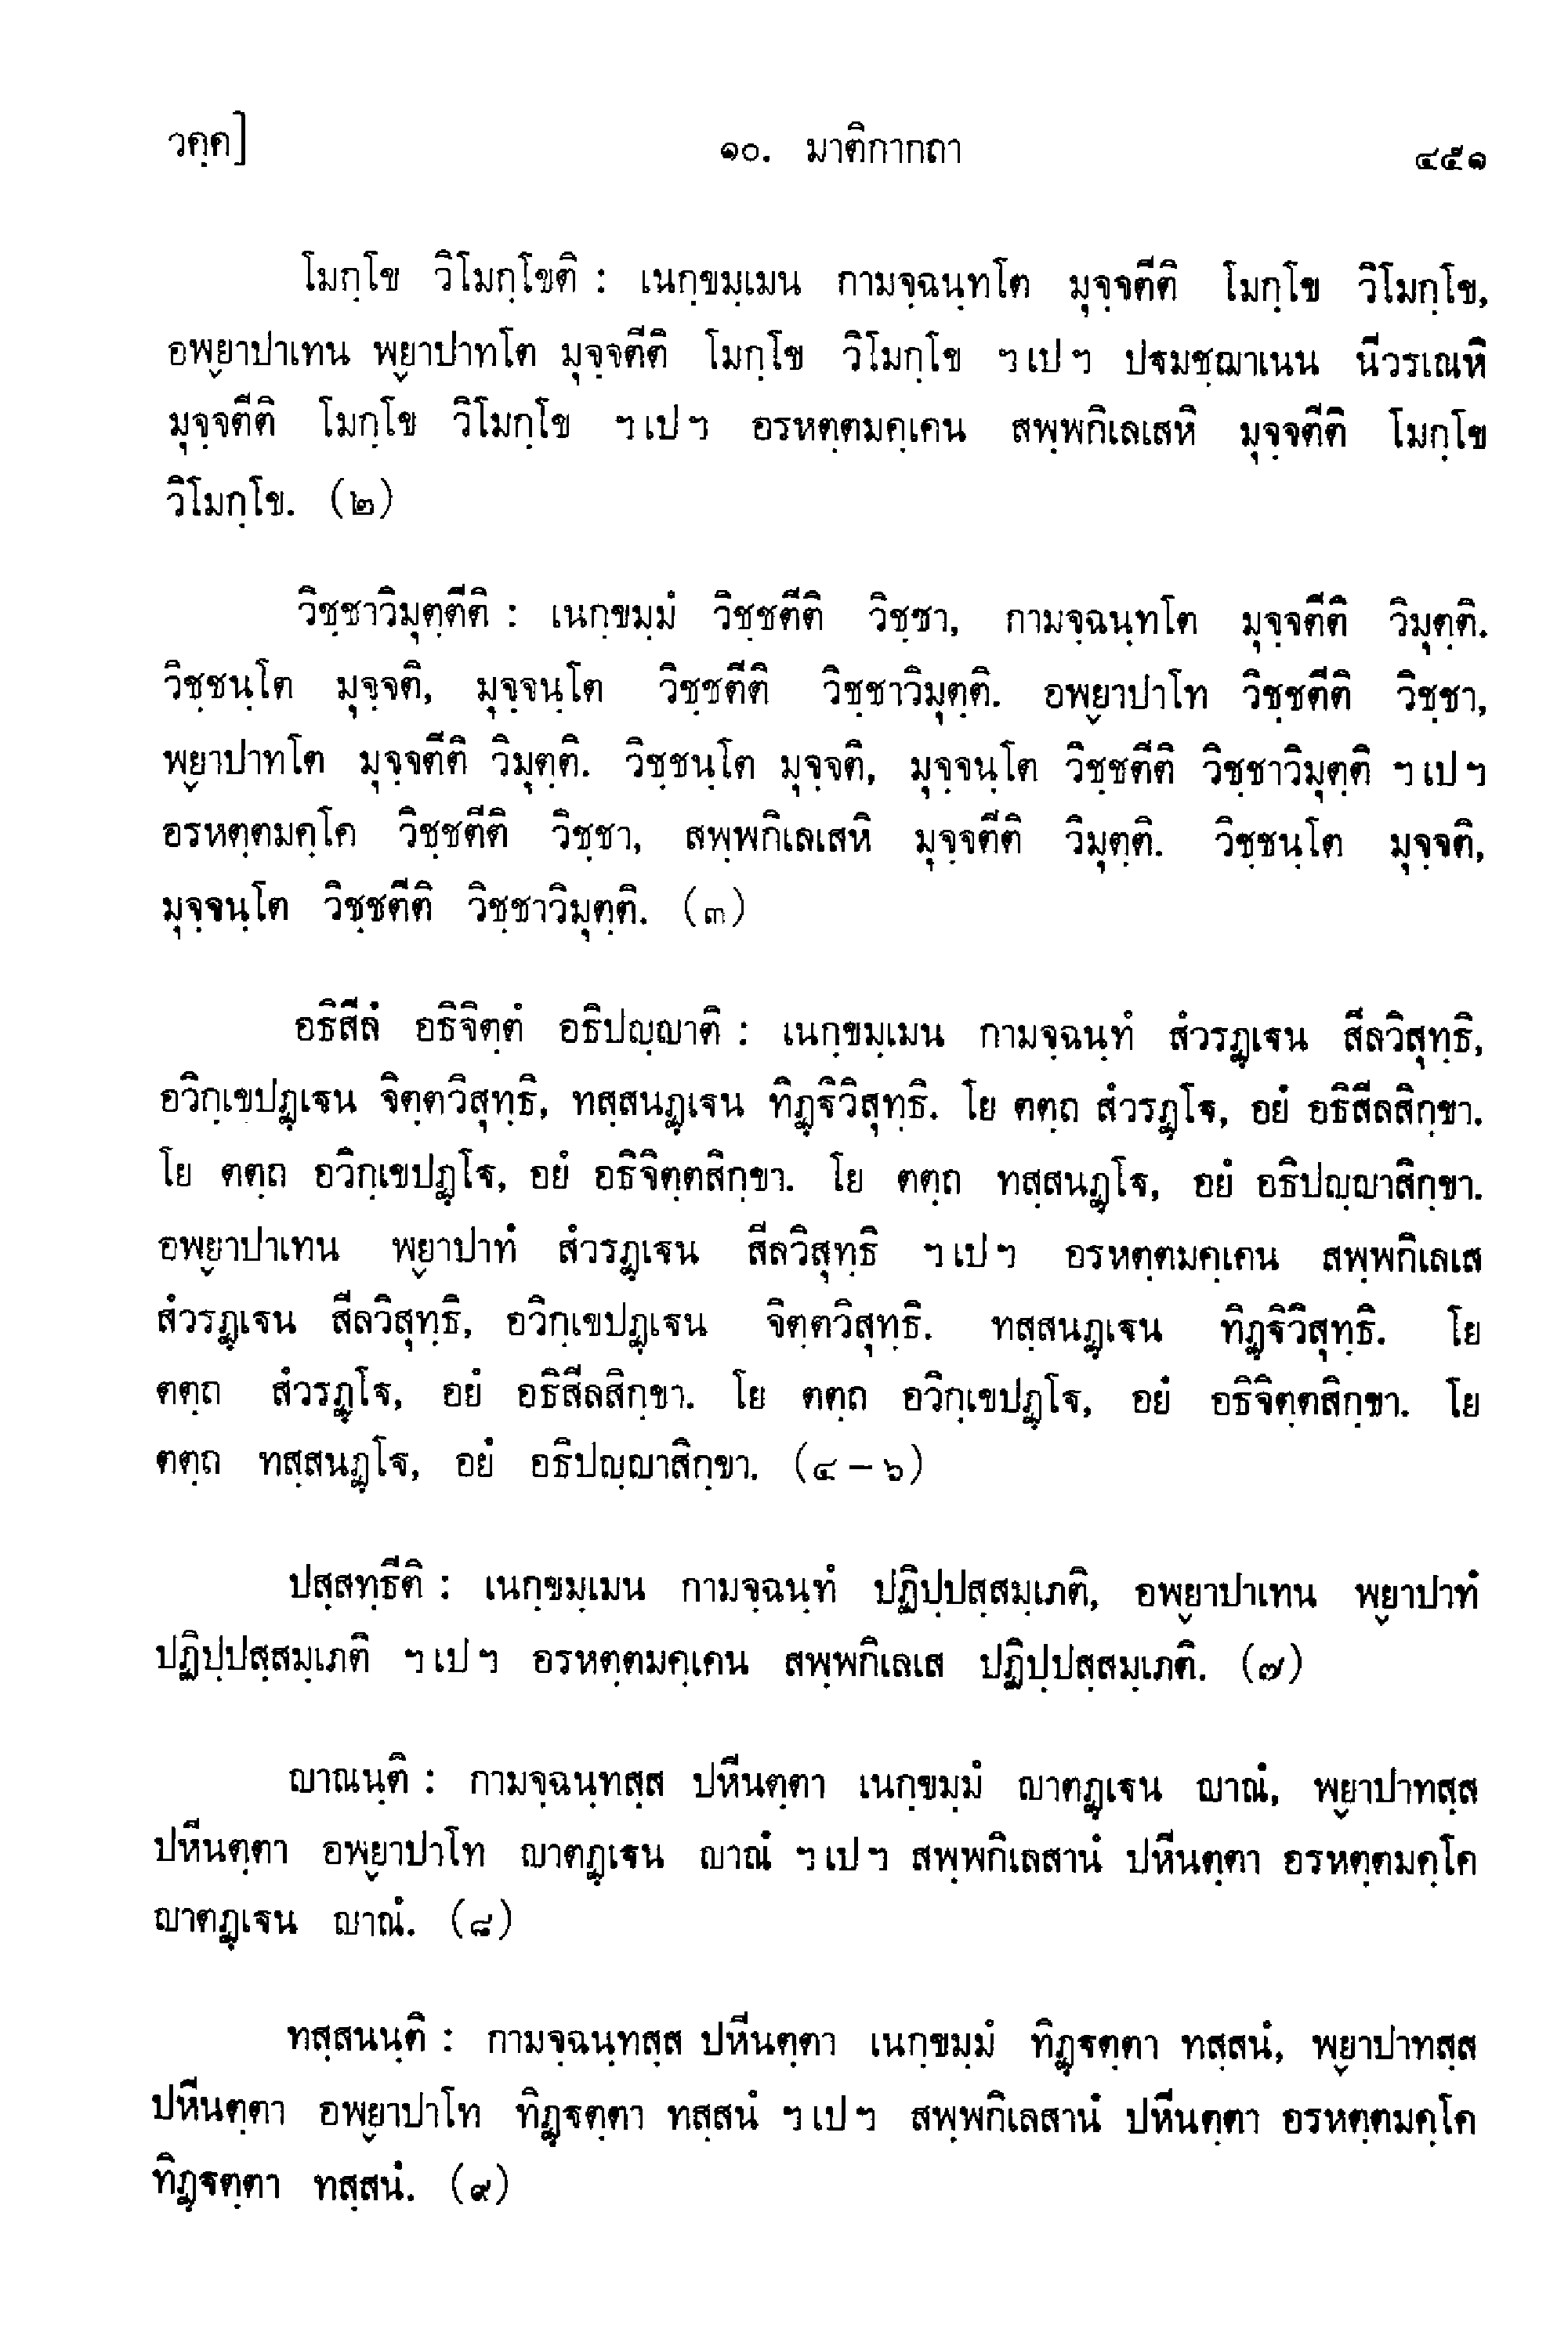 วคฺค] ๑๐. มาติกากถา ๔๕๑
โมกฺโข วิโมกฺโขติ : เนกฺขมฺเมน กามจฺฉนฺทโต มุจฺจตีติ โมกฺโข วิโมกฺโข,
อพฺยาปาเทน พฺยาปาทโต มุจฺจตีติ โมกฺโข วิโมกฺโข ฯ เป ฯ ปฐมชฺฌาเนน นีวรเณหิ
มุจฺจตีติ โมกฺโข วิโมกฺโข ฯ เป ฯ อรหตฺตมคฺเคน สพฺพกิเลเสหิ มุจฺจตีติ โมกฺโข
วิโมกฺโข. (๒)
วิชฺชาวิมุตฺตีติ : เนกฺขมฺมํ วิชฺชตีติ วิชฺชา, กามจฺฉนฺทโต มุจฺจตีติ วิมุตฺติ.
วิชฺชนฺโต มุจฺจติ, มุจฺจนฺโต วิชฺชตีติ วิชฺชาวิมุตฺติ. อพฺยาปาโท วิชฺชตีติ วิชฺชา,
พฺยาปาทโต มุจฺจตีติ วิมุตฺติ. วิชฺชนฺโต มุจฺจติ, มุจฺจนฺโต วิชฺชตีติ วิชฺชาวิมุตฺติ ฯ เป ฯ
อรหตฺตมคฺโค วิชฺชตีติ วิชฺชา, สพฺพกิเลเสหิ มุจฺจตีติ วิมุตฺติ. วิชฺชนฺโต มุจฺจติ,
มุจฺจนฺโต วิชฺชตีติ วิชฺชาวิมุตฺติ. (๓)
อธิสีลํ อธิจิตฺตํ อธิปญฺญาติ : เนกฺขมฺเมน กามจฺฉนฺทํ สํวรฏฺเฐน สีลวิสุทฺธิ,
อวิกฺเขปฏฺเฐน จิตฺตวิสุทฺธิ, ทสฺสนฏฺเฐน ทิฏฺฐิวิสุทฺธิ. โย ตตฺถ สํวรฏฺโฐ, อยํ อธิสีลสิกฺขา.
โย ตตฺถ อวิกฺเขปฏฺโฐ, อยํ อธิจิตฺตสิกฺขา. โย ตตฺถ ทสฺสนฏฺโฐ, อยํ อธิปญฺญาสิกฺขา.
อพฺยาปาเทน พฺยาปาทํ สํวรฏฺเฐน สีลวิสุทฺธิ ฯ เป ฯ อรหตฺตมคฺเคน สพฺพกิเลเส
สํวรฏฺเฐน สีลวิสุทฺธิ, อวิกฺเขปฏฺเฐน จิตฺตวิสุทฺธิ. ทสฺสนฏฺเฐน ทิฏฺฐิวิสุทฺธิ. โย
ตตฺถ สํวรฏฺโฐ, อยํ อธิสีลสิกฺขา. โย ตตฺถ อวิกฺเขปฏฺโฐ, อยํ อธิจิตฺตสิกฺขา. โย
ตตฺถ ทสฺสนฏฺโฐ, อยํ อธิปญฺญาสิกฺขา. (๔ – ๖)
ปสฺสทฺธีติ : เนกฺขมฺเมน กามจฺฉนฺทํ ปฏิปฺปสฺสมฺเภติ, อพฺยาปาเทน พฺยาปาทํ
ปฏิปฺปสฺสมฺเภติ ฯ เป ฯ อรหตฺตมคฺเคน สพฺพกิเลเส ปฏิปฺปสฺสมฺเภติ. (๗)
ญาณนฺติ : กามจฺฉนฺทสฺส ปหีนตฺตา เนกฺขมฺมํ ญาตฏฺเฐน ญาณํ, พฺยาปาทสฺส
ปหีนตฺตา อพฺยาปาโท ญาตฏฺเฐน ญาณํ ฯ เป ฯ สพฺพกิเลสานํ ปหีนตฺตา อรหตฺตมคฺโค
ญาตฏฺเฐน ญาณํ. (๘)
ทสฺสนนฺติ : กามจฺฉนฺทสฺส ปหีนตฺตา เนกฺขมฺมํ ทิฏฺฐตฺตา ทสฺสนํ, พฺยาปาทสฺส
ปหีนตฺตา อพฺยาปาโท ทิฏฺฐตฺตา ทสฺสนํ ฯ เป ฯ สพฺพกิเลสานํ ปหีนตฺตา อรหตฺตมคฺโค
ทิฏฺฐตฺตา ทสฺสนํ. (๙)